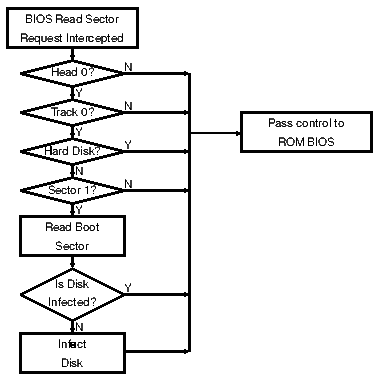 BIOS Read Sector
Request Intercepted
Head 0?
N
Y
Track 0?
N
Y
Pass control to
ROM BIOS
Hard Disk?
Y
N
Sector 1?
N
Y
Read Boot
Sector
Is Disk
Infected?
Y
N
Infect
Disk